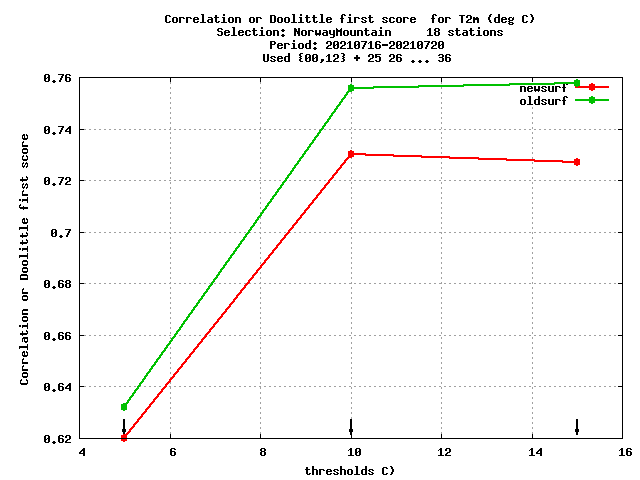 Correlation or Doolittle first score  for T2m (deg C)
Selection: NorwayMountain     18 stations
Period: 20210716-20210720
Used {00,12} + 25 26 ... 36
newsurf
oldsurf
Correlation or Doolittle first score
0.76
0.74
0.72
0.7
0.68
0.66
0.64
0.62
4 6 8 10 12 14 16
thresholds C)